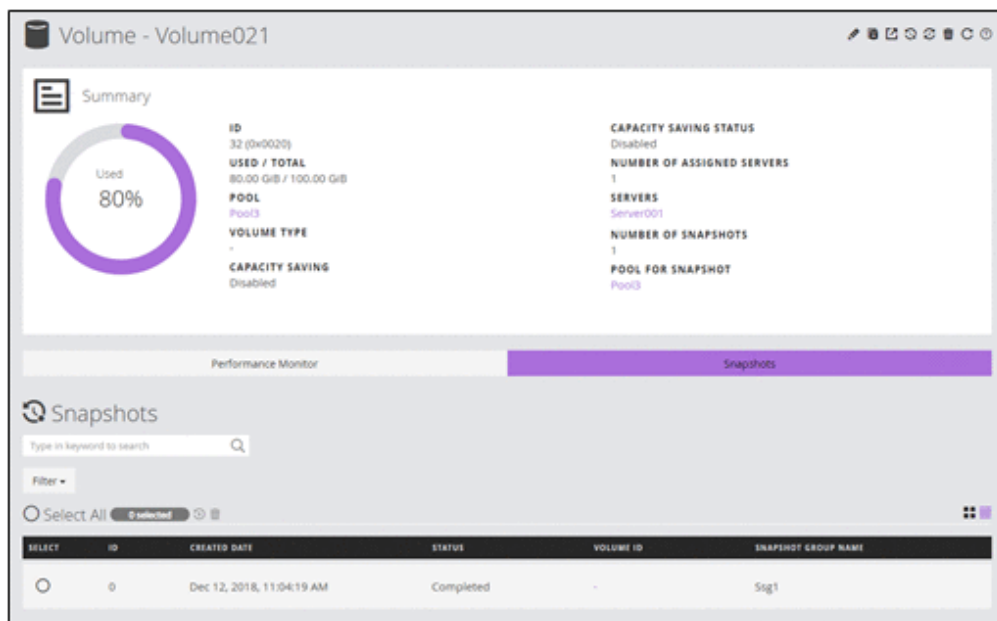 Volume - Volume021
Summary
Used
80%
ID
32 (0x0020)
USED / TOTAL
80.00 GiB / 100.00 GiB
POOL
Pool3
VOLUME TYPE
-
CAPACITY SAVING
Disabled
CAPACITY SAVING STATUS
Disabled
NUMBER OF ASSIGNED SERVERS
1
SERVERS
Server001
NUMBER OF SNAPSHOTS
1
POOL FOR SNAPSHOT
Pool3
Performance Monitor Snapshots
Snapshots
Type in keyword to search
Filter
Select All 0 selected
SELECT ID CREATED DATE STATUS VOLUME ID SNAPSHOT GROUP NAME
0 Dec 12, 2018, 11:04:19 AM Completed - Ssg1